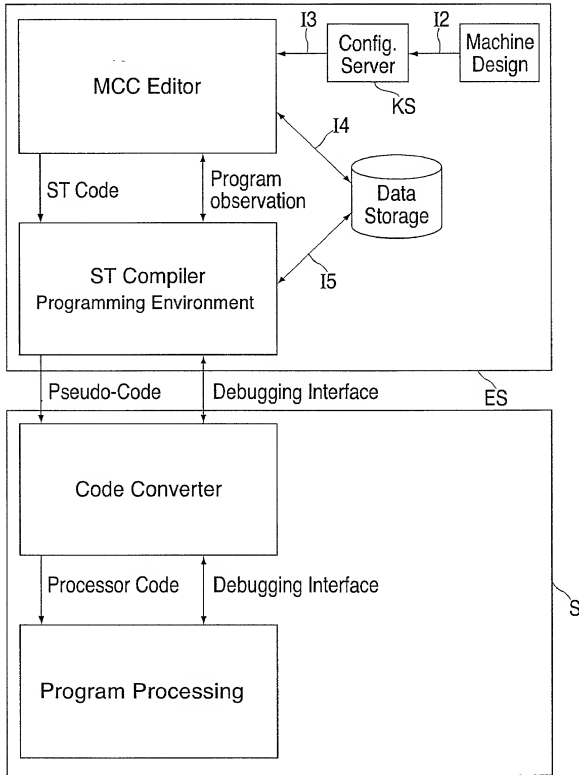 I3
I2
Config.
Server
Machine
Design
MCC Editor
KS
I4
ST Code
Program
observation
Data
Storage
ST Compiler
Programming Environment
I5
Pseudo-Code
Debugging Interface
ES
Code Converter
Processor Code
Debugging Interface
S
Program Processing